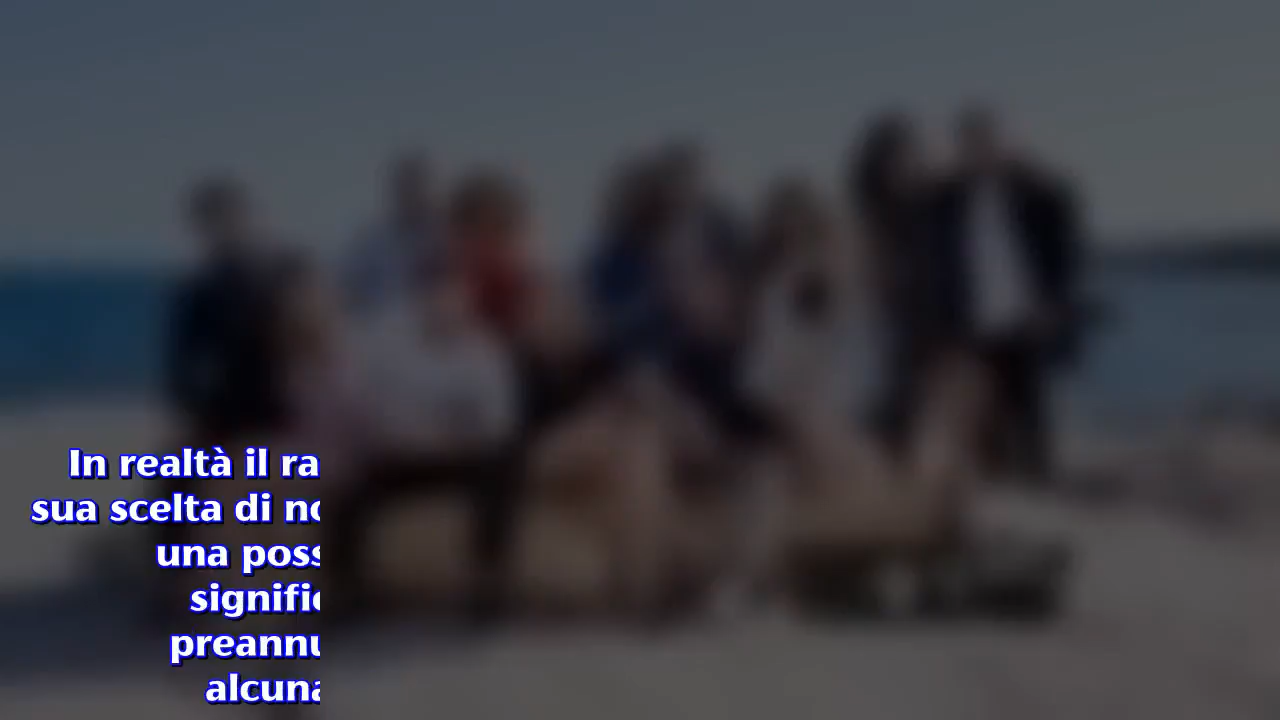 In realtà il ra
sua scelta di no
una poss
signific
preannu
alcuna